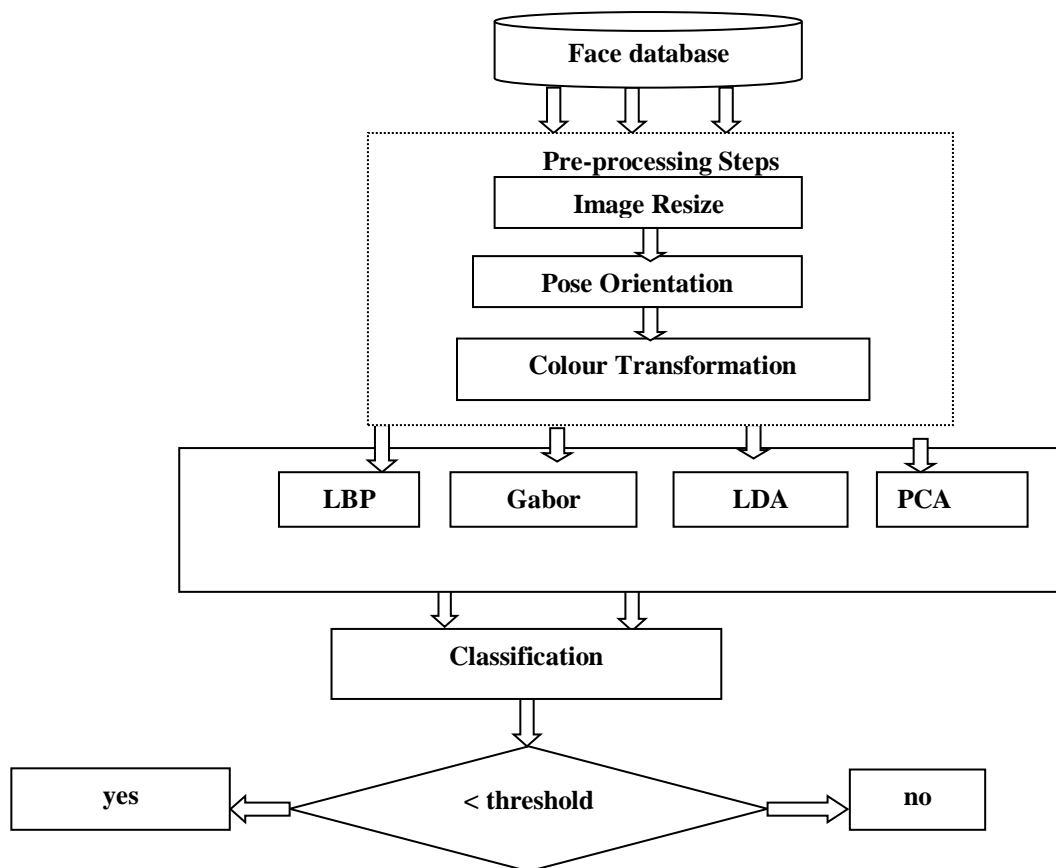 Face database
Pre-processing Steps
Image Resize
Pose Orientation
Colour Transformation
LBP
Gabor
LDA
PCA
Classification
< threshold
yes
no